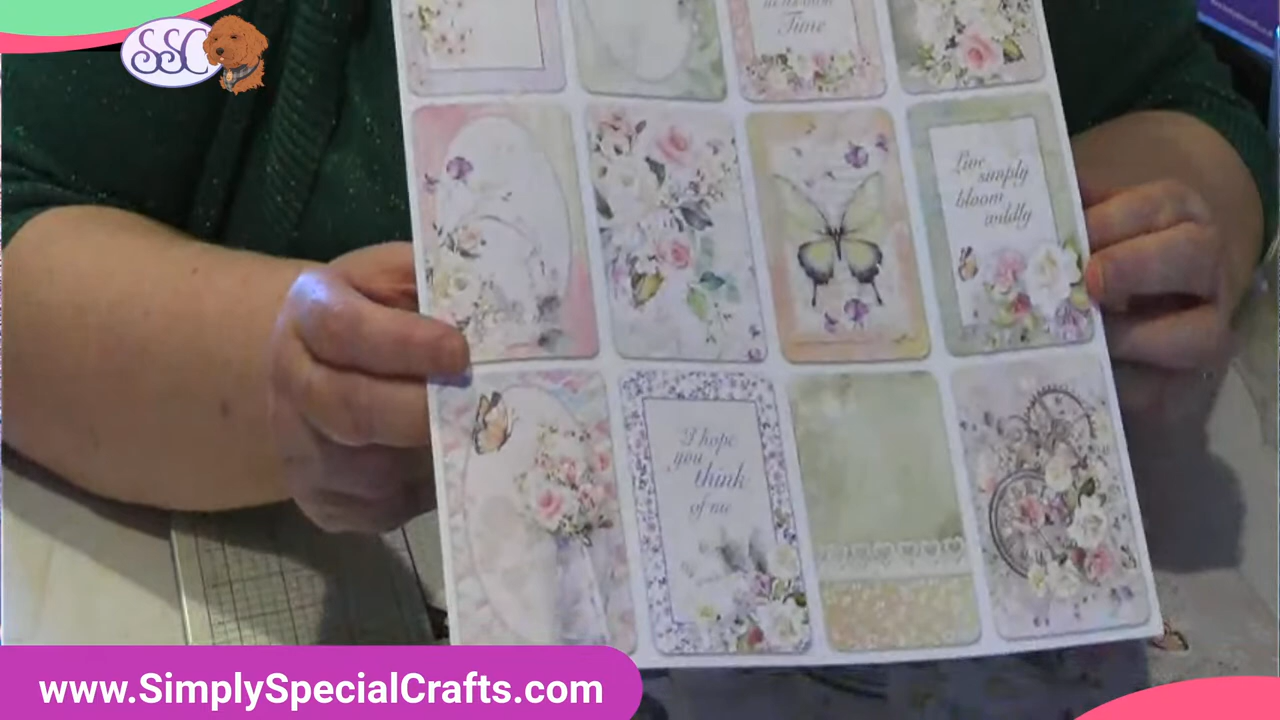 SSC
Time
Live
simply
bloom
wildly
I hope
you think
of me
www.SimplySpecialCrafts.com